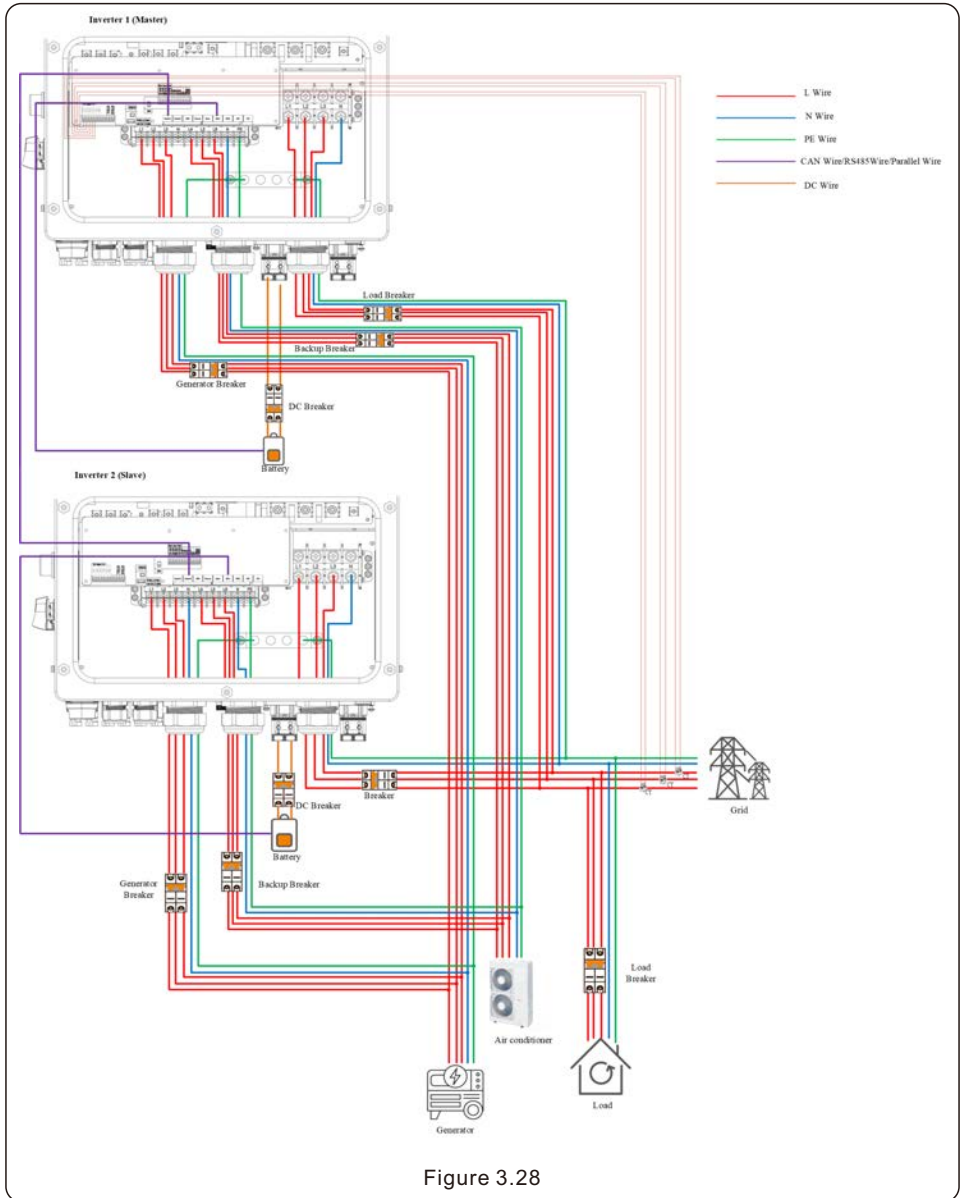 Inverter 1 (Master)
L Wire
N Wire
PE Wire
CAN Wire/RS485Wire/Parallel Wire
DC Wire
Load Breaker
Backup Breaker
Generator Breaker
DC Breaker
Battery
Inverter 2 (Slave)
Breaker
DC Breaker
Battery
Grid
Generator
Breaker
Backup Breaker
Load
Breaker
Air conditioner
Load
Generator
Figure 3.28